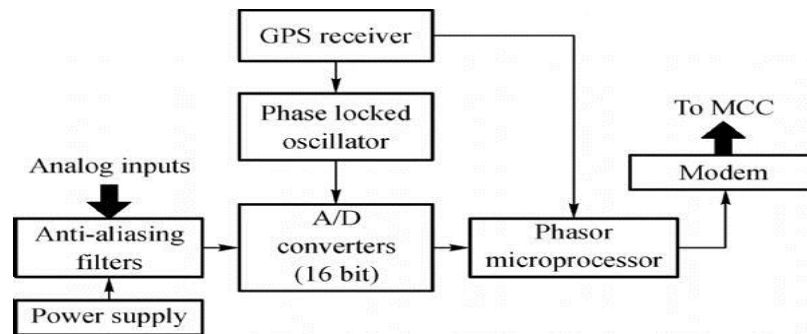 GPS receiver
Phase locked
oscillator
To MCC
Modem
Analog inputs
Anti-aliasing
filters
A/D
converters
(16 bit)
Phasor
microprocessor
Power supply